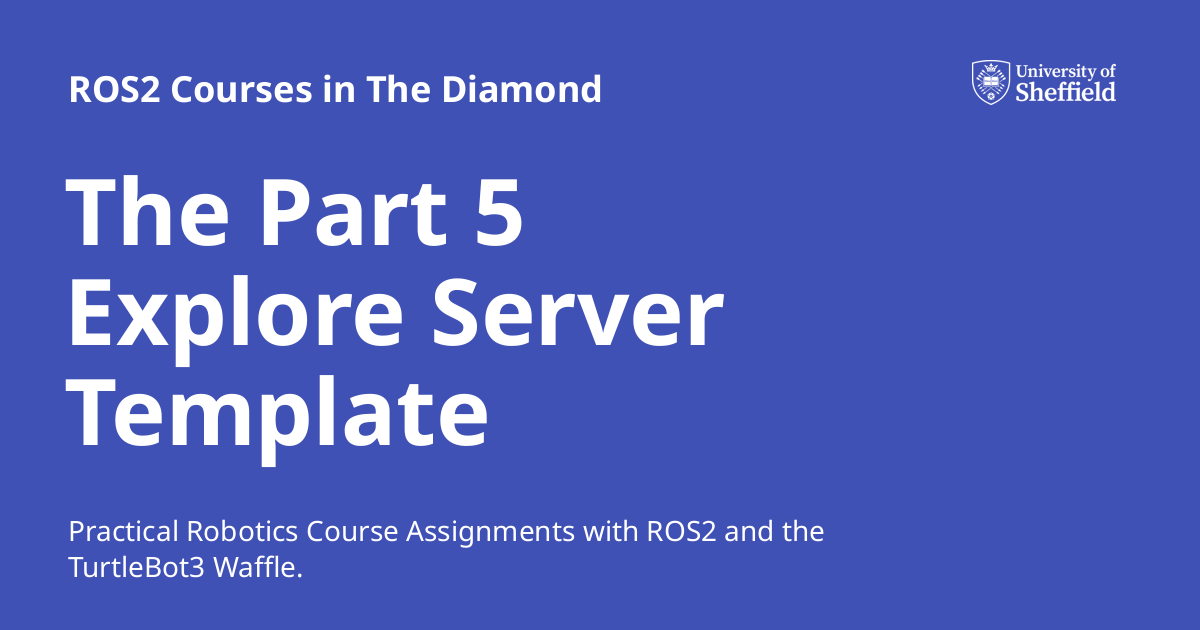 ROS2 Courses in The Diamond
University of
Sheffield
The Part 5
Explore Server
Template
Practical Robotics Course Assignments with ROS2 and the
TurtleBot3 Waffle.